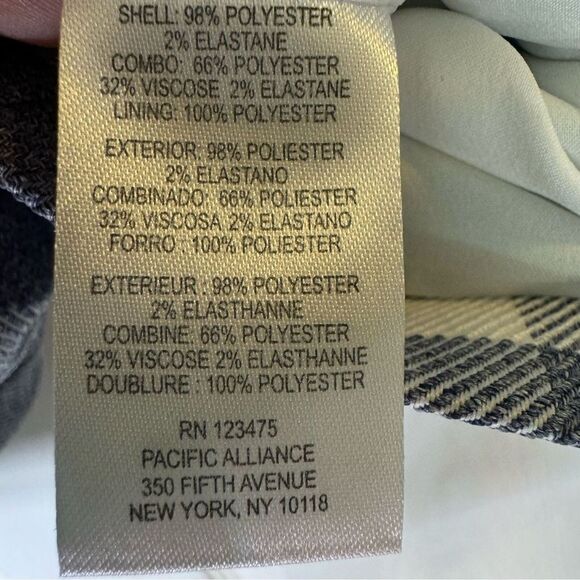 SHELL: 98% POLYESTER
2% ELASTANE
COMBO: 66% POLYESTER
32% VISCOSE 2% ELASTANE
LINING: 100% POLYESTER
EXTERIOR: 98% POLIESTER
2% ELASTANO
COMBINADO: 66% POLIESTER
32% VISCOSA 2% ELASTANO
FORRO : 100% POLIESTER
EXTERIEUR : 98% POLYESTER
2% ELASTHANNE
COMBINE: 66% POLYESTER
32% VISCOSE 2% ELASTHANNE
DOUBLURE : 100% POLYESTER
RN 123475
PACIFIC ALLIANCE
350 FIFTH AVENUE
NEW YORK, NY 10118